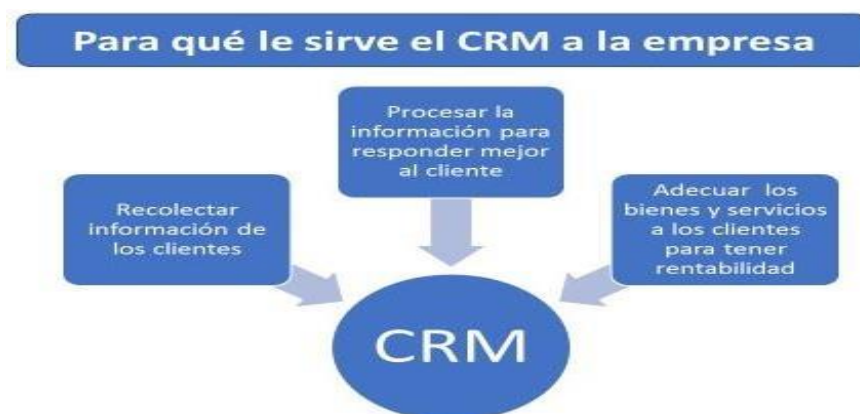 Para qué le sirve el CRM a la empresa
Procesar la
información para
responder mejor
al cliente
Recolectar
información de
los clientes
Adecuar los
bienes y servicios
a los clientes
para tener
rentabilidad
CRM